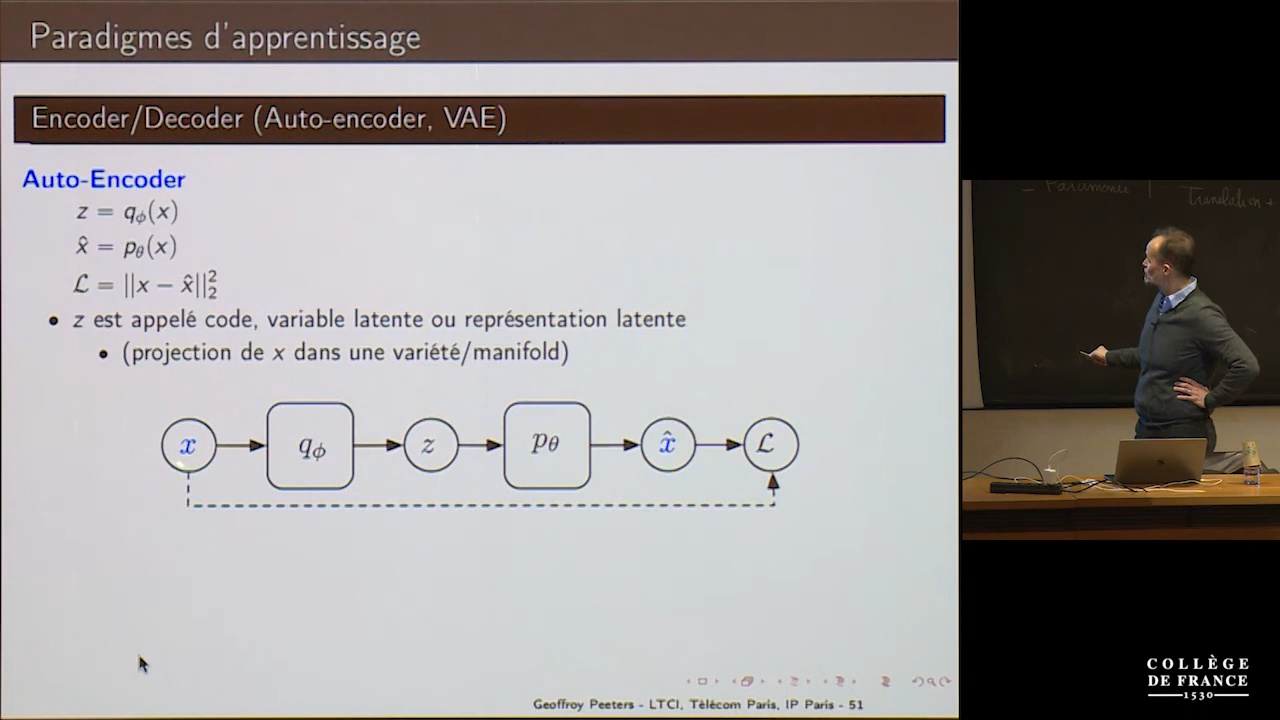 Paradigmes d'apprentissage
Encoder/Decoder (Auto-encoder, VAE)
Auto-Encoder
z = q_ϕ(x)
x̂ = p_θ(x)
ℒ = ||x − x̂||₂²
• z est appelé code, variable latente ou représentation latente
• (projection de x dans une variété/manifold)
x q_ϕ z p_θ x̂ ℒ
Geoffroy Peeters - LTCI, Télécom Paris, IP Paris - 51
Translation +
COLLÈGE
DE FRANCE
1530